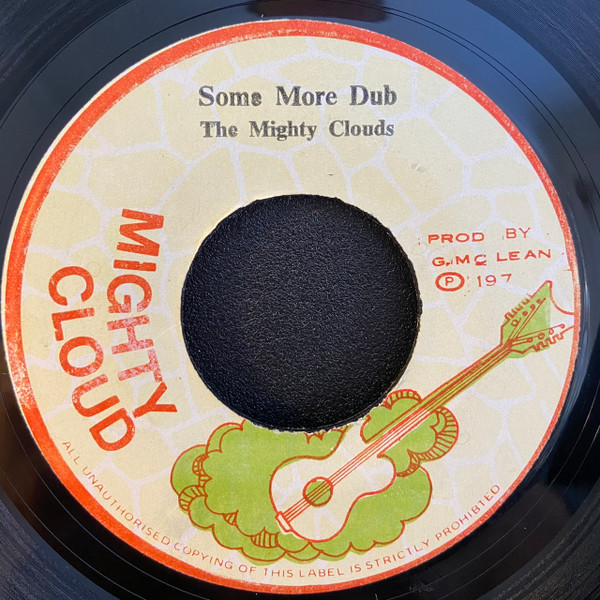 Some More Dub
The Mighty Clouds
MIGHTY
CLOUD
PROD BY
G. MC LEAN
Ⓟ 197
ALL UNAUTHORISED COPYING OF THIS LABEL IS STRICTLY PROHIBITED